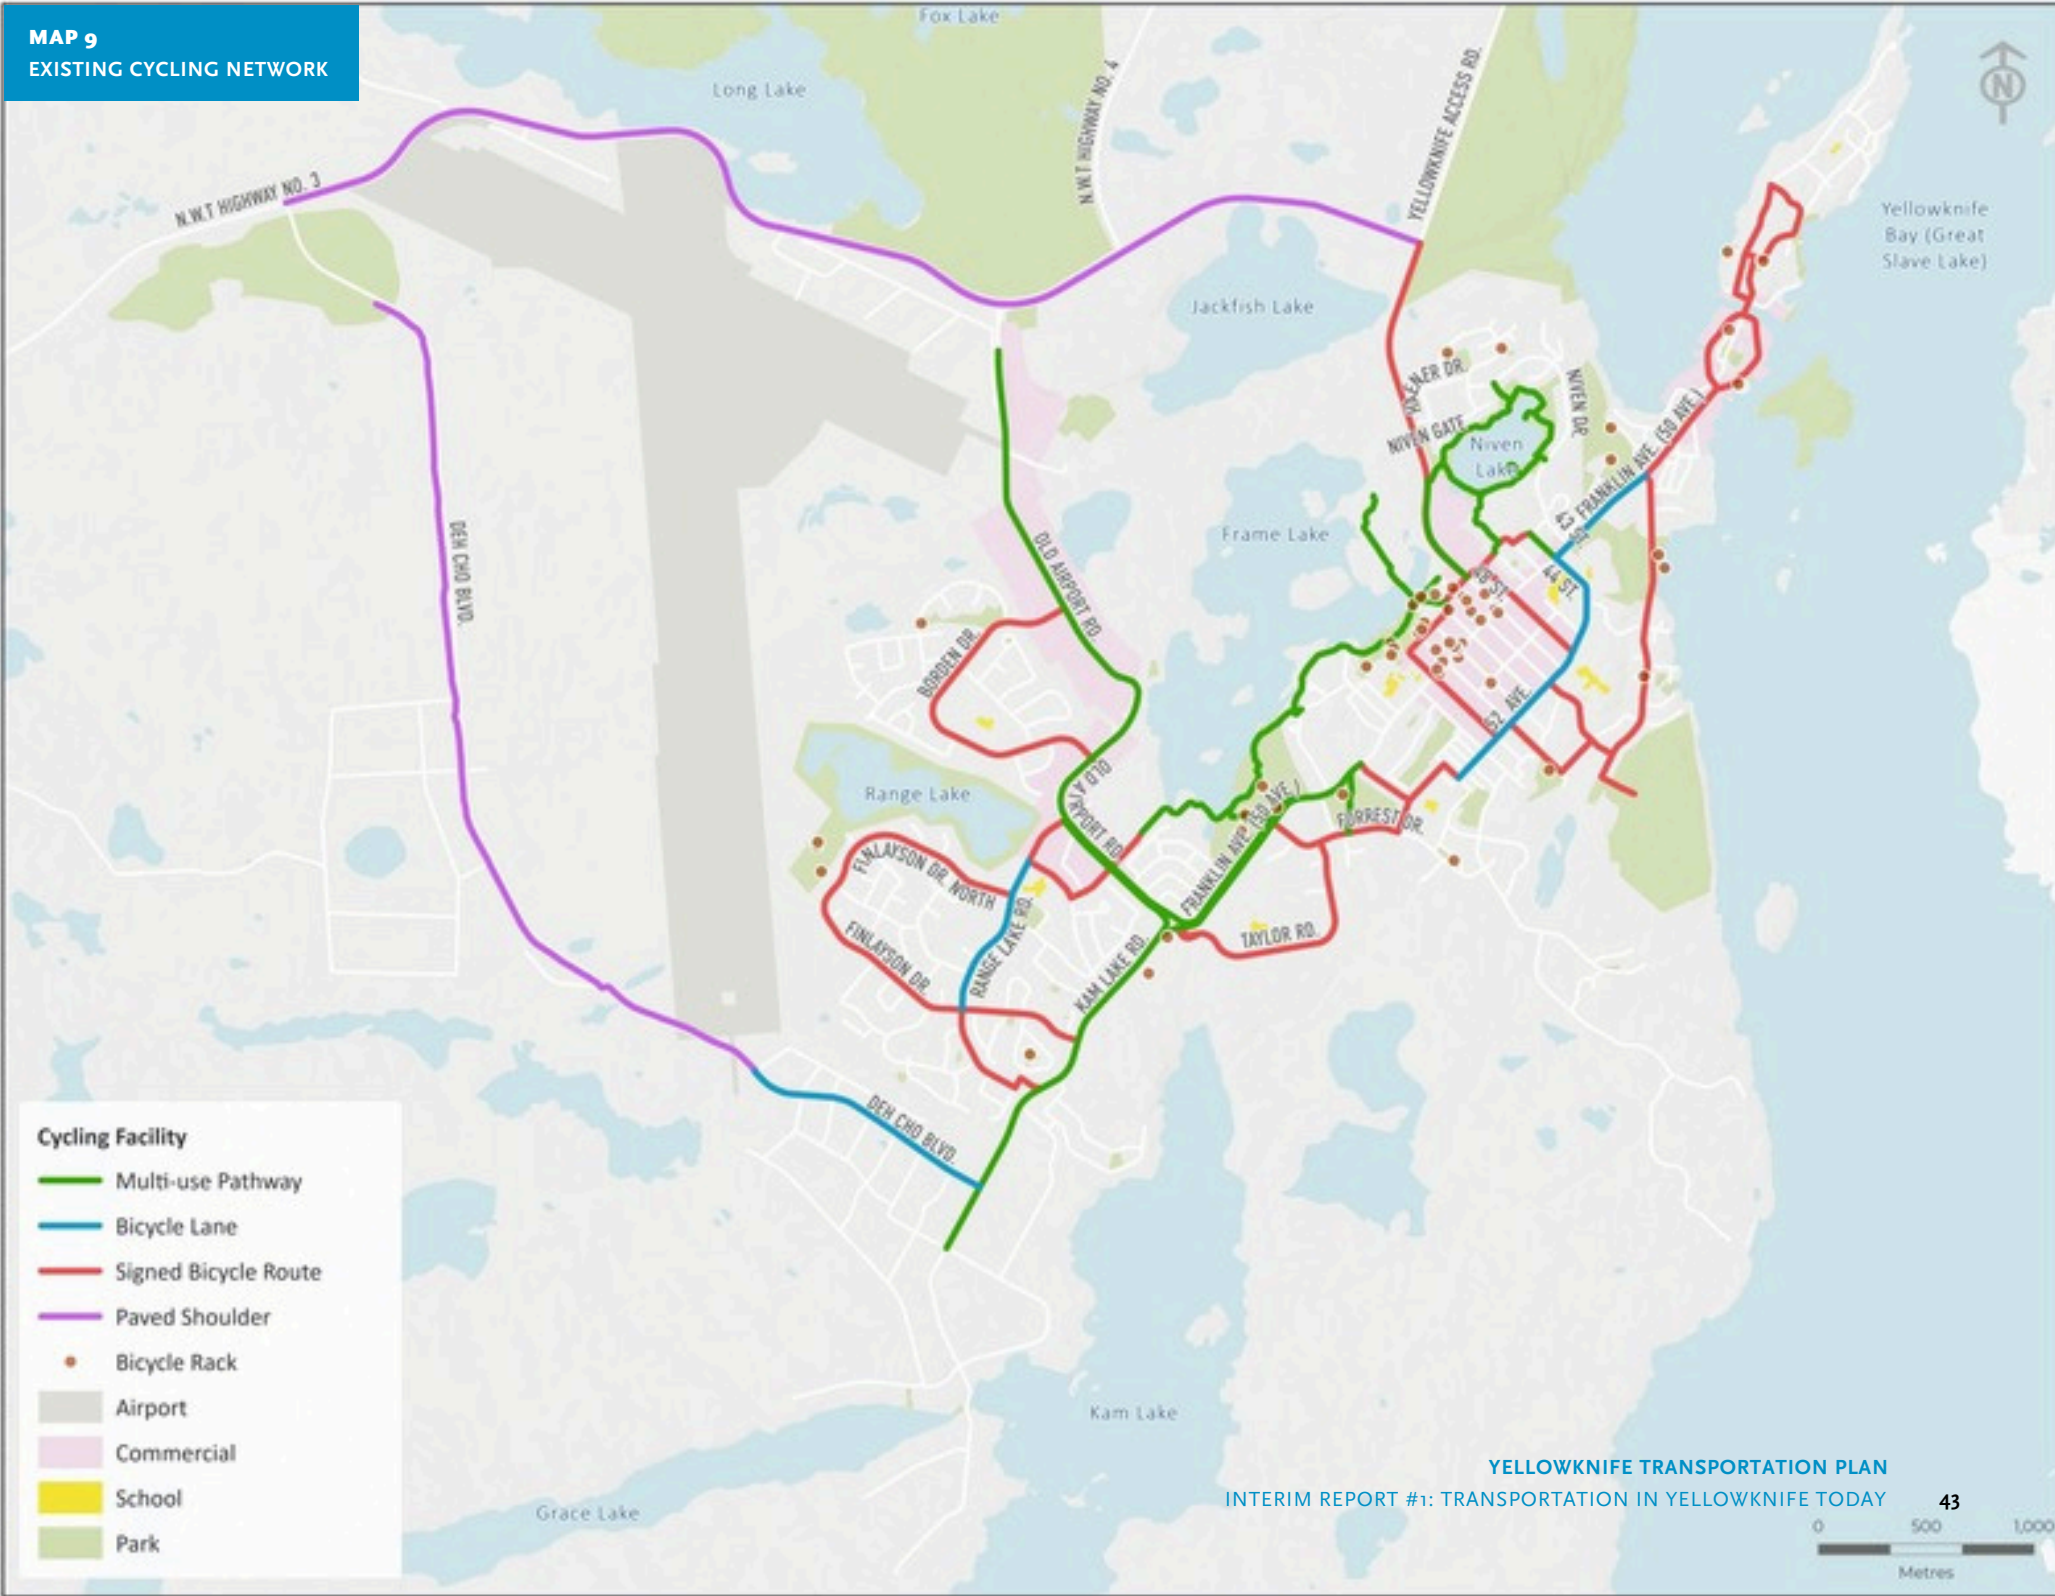 MAP 9
EXISTING CYCLING NETWORK
Fox Lake
Long Lake
N.W.T HIGHWAY NO. 4
YELLOWKNIFE ACCESS RD.
N
N.W.T HIGHWAY NO. 3
Yellowknife
Bay (Great
Slave Lake)
Jackfish Lake
HAENER DR.
NIVEN DR.
NIVEN GATE
Niven
Lake
FRANKLIN AVE. (50 AVE.)
43 ST.
Frame Lake
DEH CHO BLVD.
OLD AIRPORT RD.
48 ST.
44 ST.
BORDEN DR.
52 AVE.
OLD AIRPORT RD.
Range Lake
FRANKLIN AVE. (50 AVE.)
FORREST DR.
FINLAYSON DR. NORTH
RANGE LAKE RD.
FINLAYSON DR.
KAM LAKE RD.
TAYLOR RD.
DEH CHO BLVD.
Cycling Facility
Multi-use Pathway
Bicycle Lane
Signed Bicycle Route
Paved Shoulder
Bicycle Rack
Airport
Commercial
School
Park
Kam Lake
Grace Lake
YELLOWKNIFE TRANSPORTATION PLAN
INTERIM REPORT #1: TRANSPORTATION IN YELLOWKNIFE TODAY 43
0 500 1,000
Metres